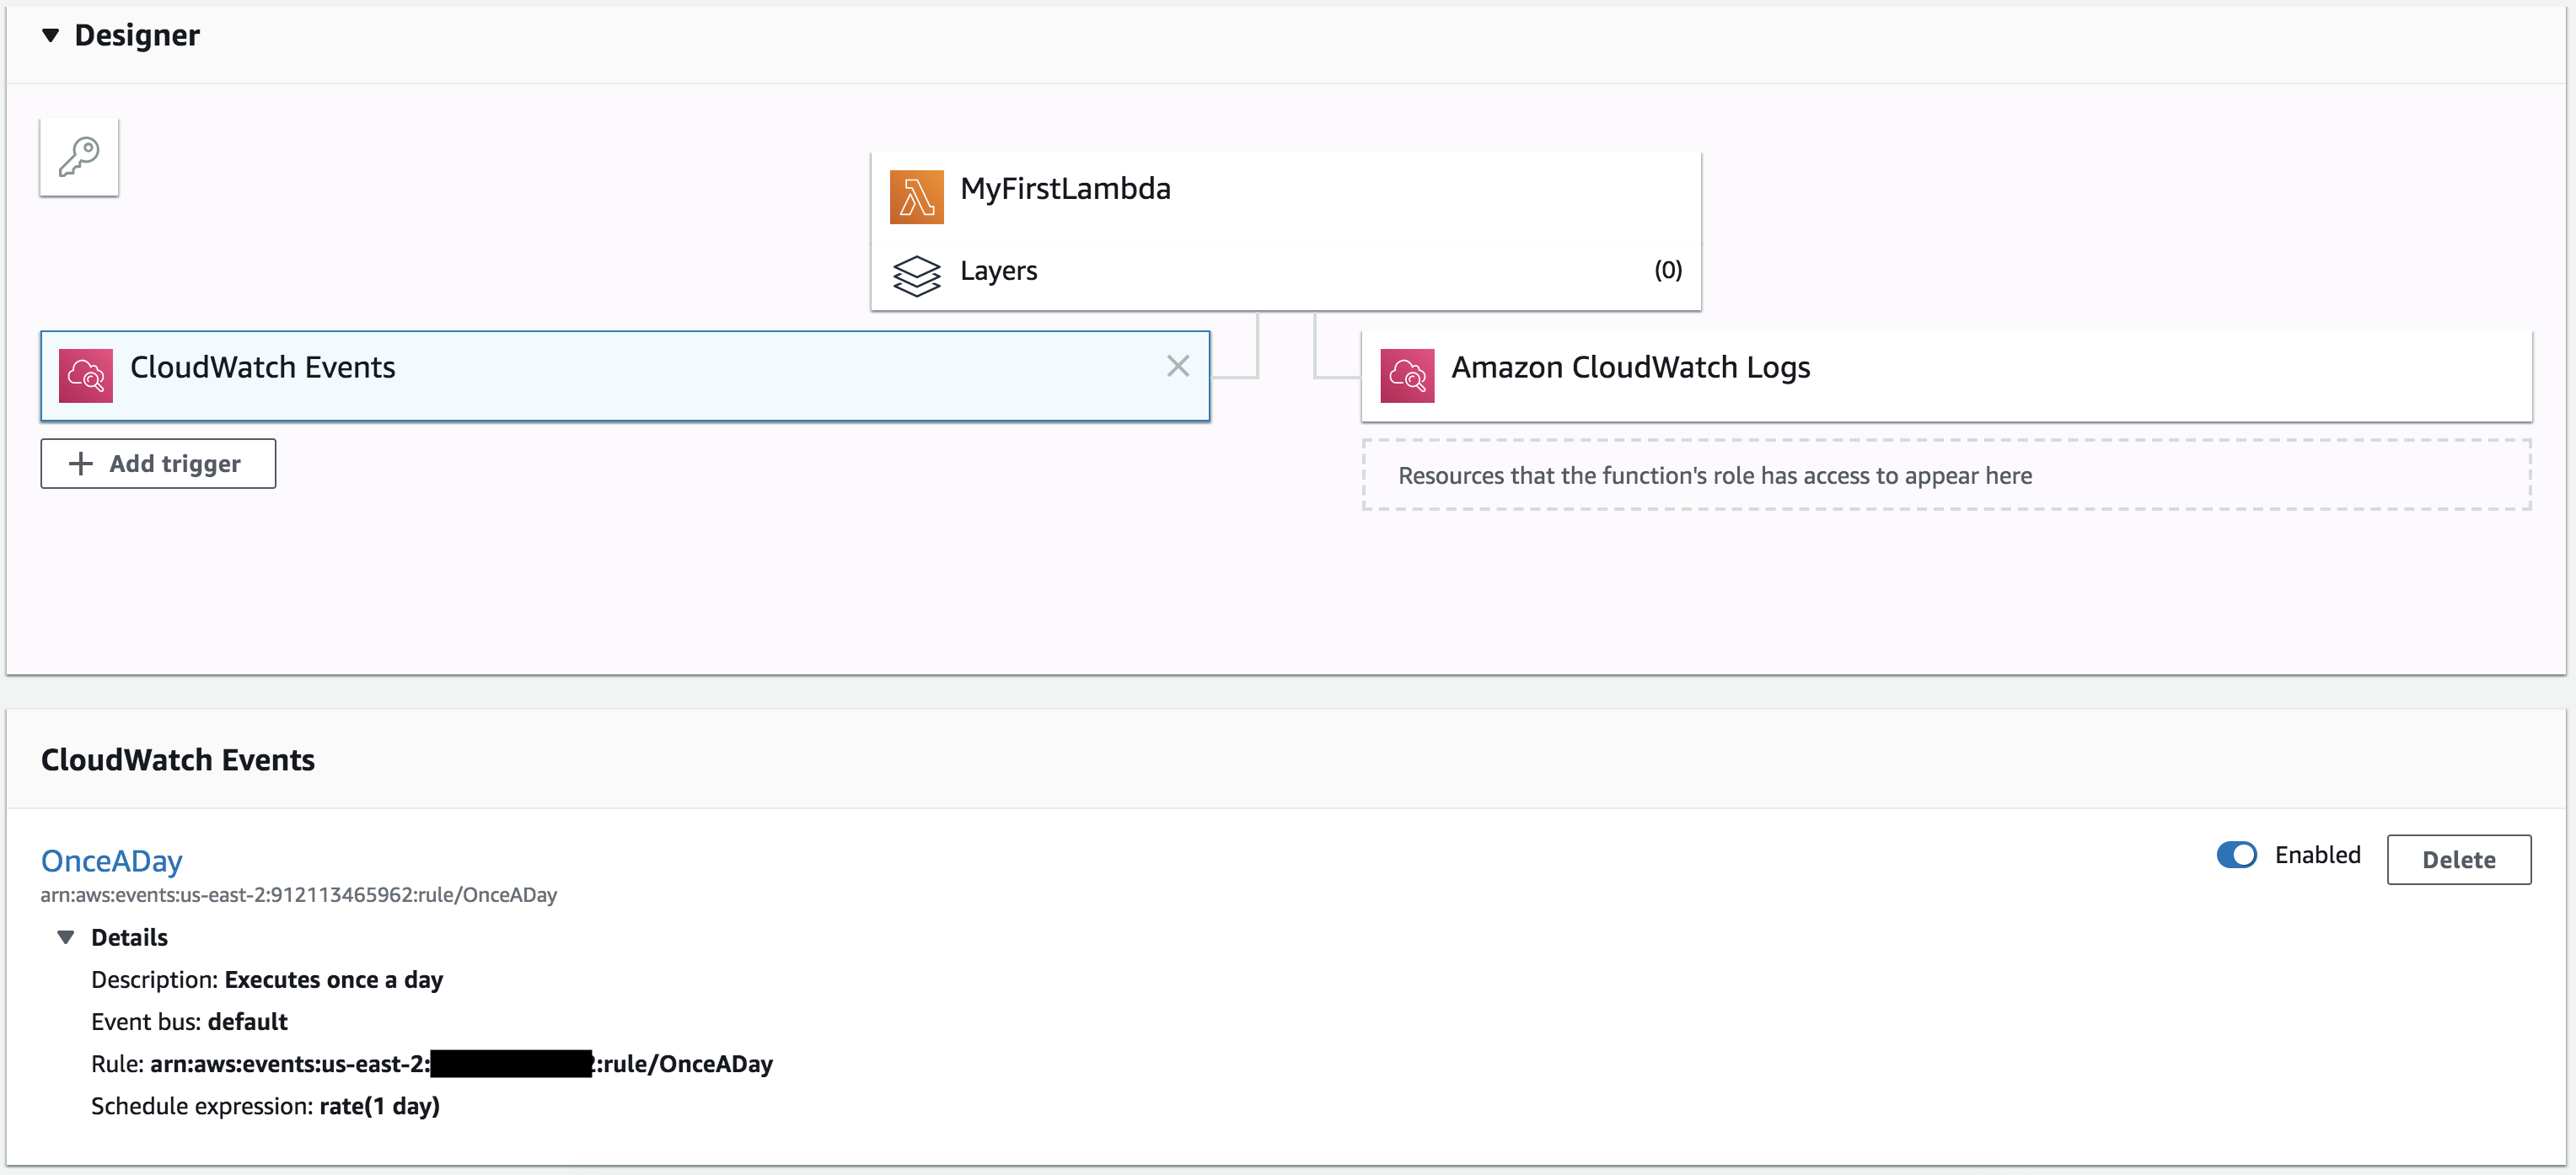 Designer
MyFirstLambda
Layers
(0)
CloudWatch Events
Amazon CloudWatch Logs
Add trigger
Resources that the function's role has access to appear here
CloudWatch Events
OnceADay
Enabled
Delete
arn:aws:events:us-east-2:912113465962:rule/OnceADay
Details
Description: Executes once a day
Event bus: default
Rule: arn:aws:events:us-east-2: :rule/OnceADay
Schedule expression: rate(1 day)